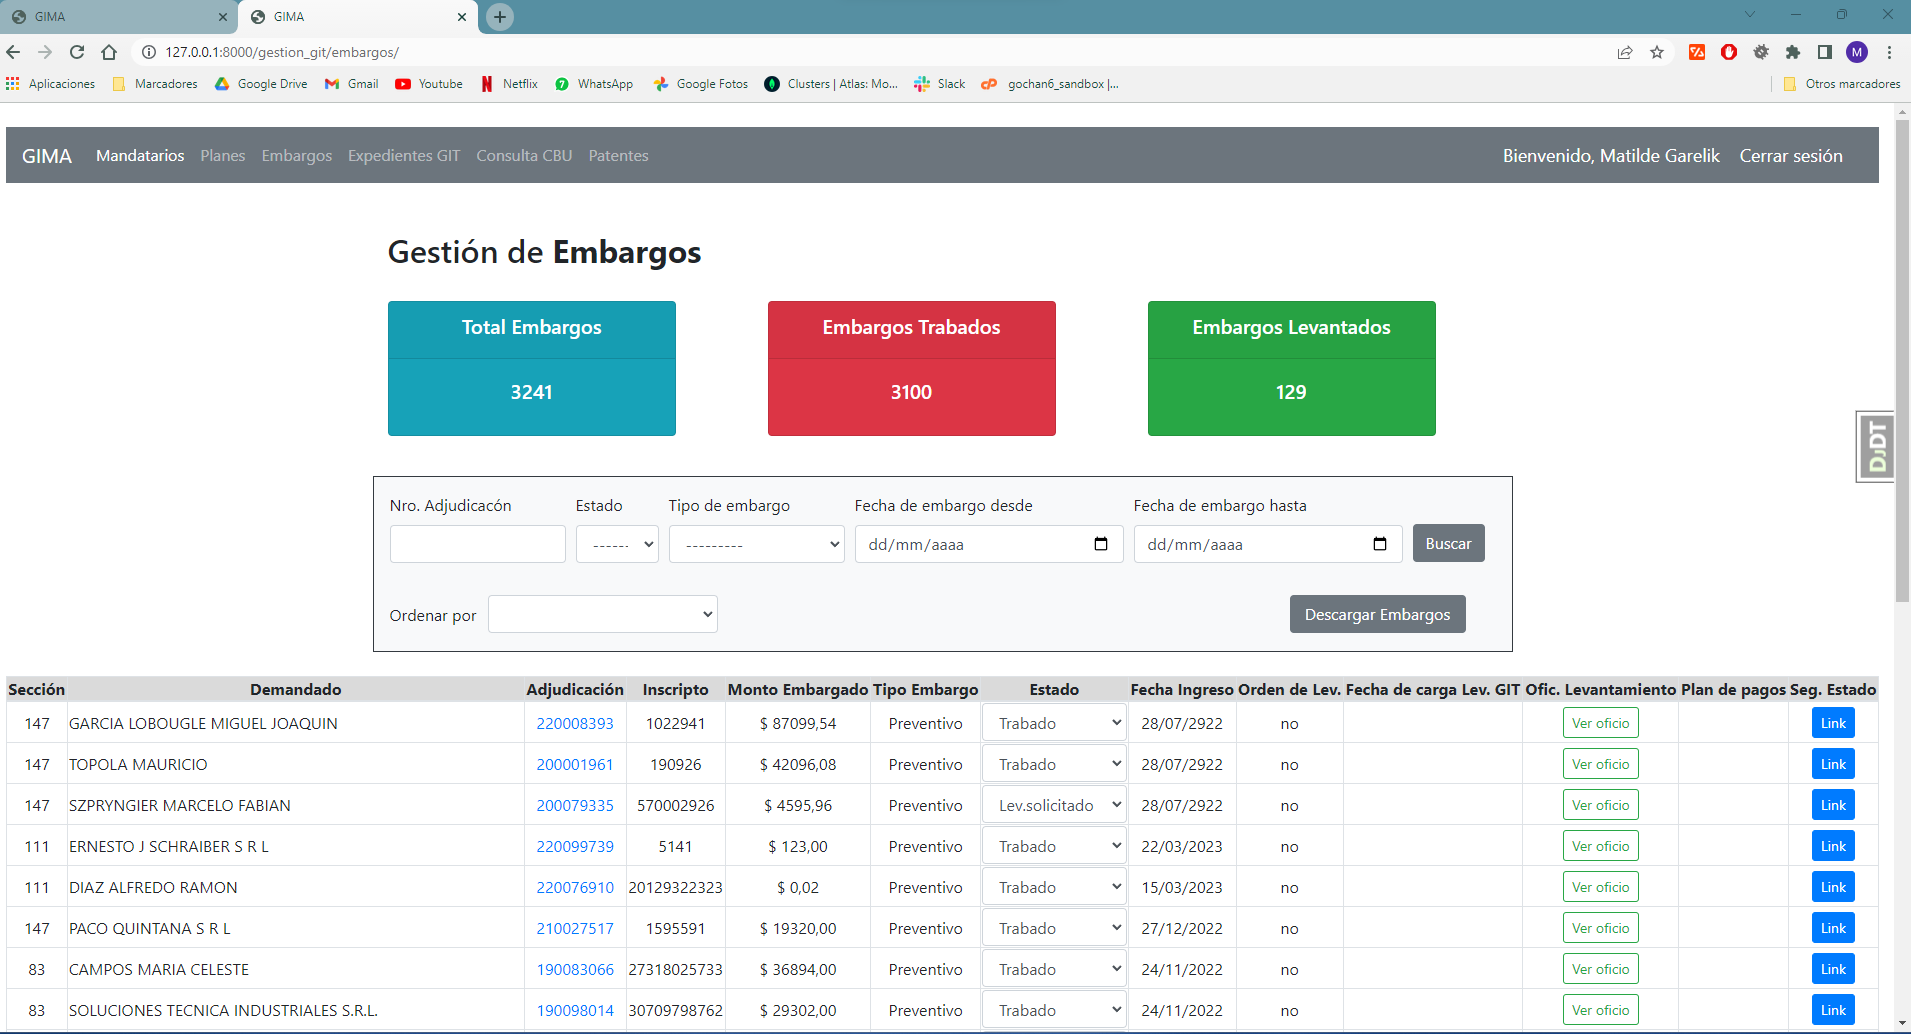 GIMA
GIMA
127.0.0.1:8000/gestion_git/embargos/
M
Aplicaciones Marcadores Google Drive Gmail Youtube Netflix WhatsApp Google Fotos Clusters | Atlas: Mo... Slack gochan6_sandbox |... Otros marcadores
GIMA Mandatarios Planes Embargos Expedientes GIT Consulta CBU Patentes Bienvenido, Matilde Garelik Cerrar sesión
Gestión de Embargos
Total Embargos
3241
Embargos Trabados
3100
Embargos Levantados
129
DJDT
Nro. Adjudicacón Estado Tipo de embargo Fecha de embargo desde Fecha de embargo hasta
------ --------- dd/mm/aaaa dd/mm/aaaa Buscar
Ordenar por Descargar Embargos
Sección Demandado Adjudicación Inscripto Monto Embargado Tipo Embargo Estado Fecha Ingreso Orden de Lev. Fecha de carga Lev. GIT Ofic. Levantamiento Plan de pagos Seg. Estado
147 GARCIA LOBOUGLE MIGUEL JOAQUIN 220008393 1022941 $ 87099,54 Preventivo Trabado 28/07/2922 no Ver oficio Link
147 TOPOLA MAURICIO 200001961 190926 $ 42096,08 Preventivo Trabado 28/07/2922 no Ver oficio Link
147 SZPRYNGIER MARCELO FABIAN 200079335 570002926 $ 4595,96 Preventivo Lev.solicitado 28/07/2922 no Ver oficio Link
111 ERNESTO J SCHRAIBER S R L 220099739 5141 $ 123,00 Preventivo Trabado 22/03/2023 no Ver oficio Link
111 DIAZ ALFREDO RAMON 220076910 20129322323 $ 0,02 Preventivo Trabado 15/03/2023 no Ver oficio Link
147 PACO QUINTANA S R L 210027517 1595591 $ 19320,00 Preventivo Trabado 27/12/2022 no Ver oficio Link
83 CAMPOS MARIA CELESTE 190083066 27318025733 $ 36894,00 Preventivo Trabado 24/11/2022 no Ver oficio Link
83 SOLUCIONES TECNICA INDUSTRIALES S.R.L. 190098014 30709798762 $ 29302,00 Preventivo Trabado 24/11/2022 no Ver oficio Link